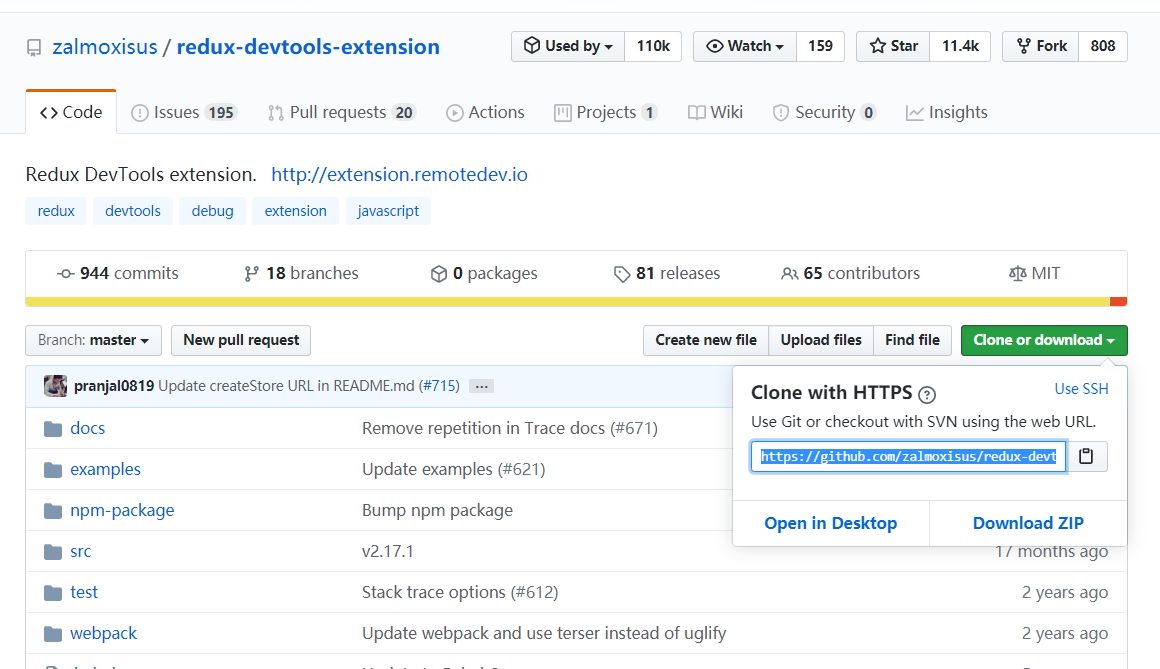 zalmoxisus / redux-devtools-extension
Used by 110k Watch 159 Star 11.4k Fork 808
Code Issues 195 Pull requests 20 Actions Projects 1 Wiki Security 0 Insights
Redux DevTools extension. http://extension.remotedev.io
redux devtools debug extension javascript
944 commits 18 branches 0 packages 81 releases 65 contributors MIT
Branch: master New pull request Create new file Upload files Find file Clone or download
pranjal0819 Update createStore URL in README.md (#715) ...
Clone with HTTPS ? Use SSH
Use Git or checkout with SVN using the web URL.
https://github.com/zalmoxisus/redux-devt
Open in Desktop Download ZIP
docs Remove repetition in Trace docs (#671)
examples Update examples (#621)
npm-package Bump npm package
src v2.17.1 17 months ago
test Stack trace options (#612) 2 years ago
webpack Update webpack and use terser instead of uglify 2 years ago